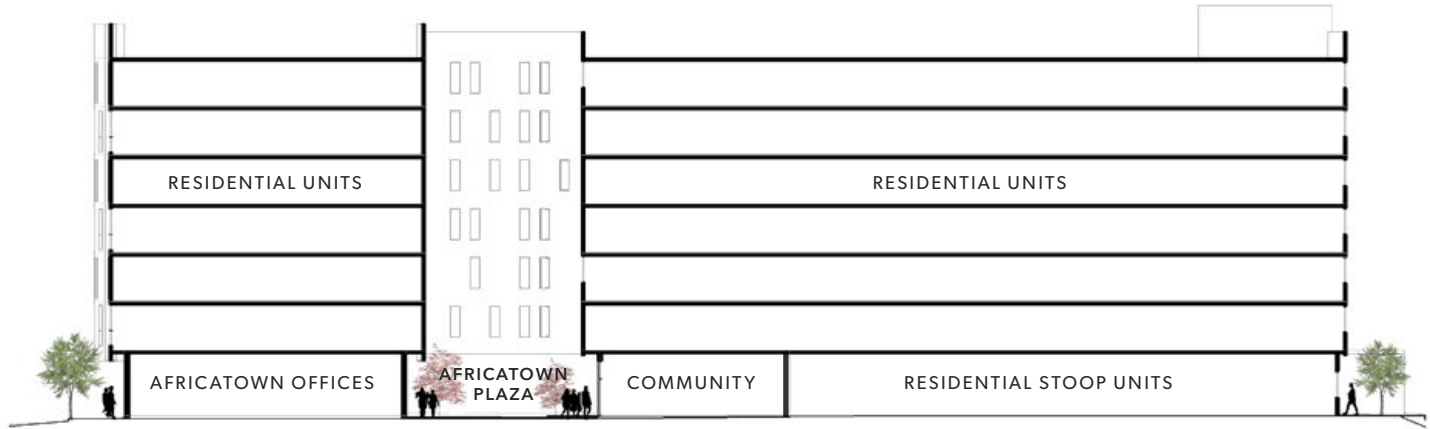 RESIDENTIAL UNITS
RESIDENTIAL UNITS
AFRICATOWN OFFICES
AFRICATOWN
PLAZA
COMMUNITY
RESIDENTIAL STOOP UNITS